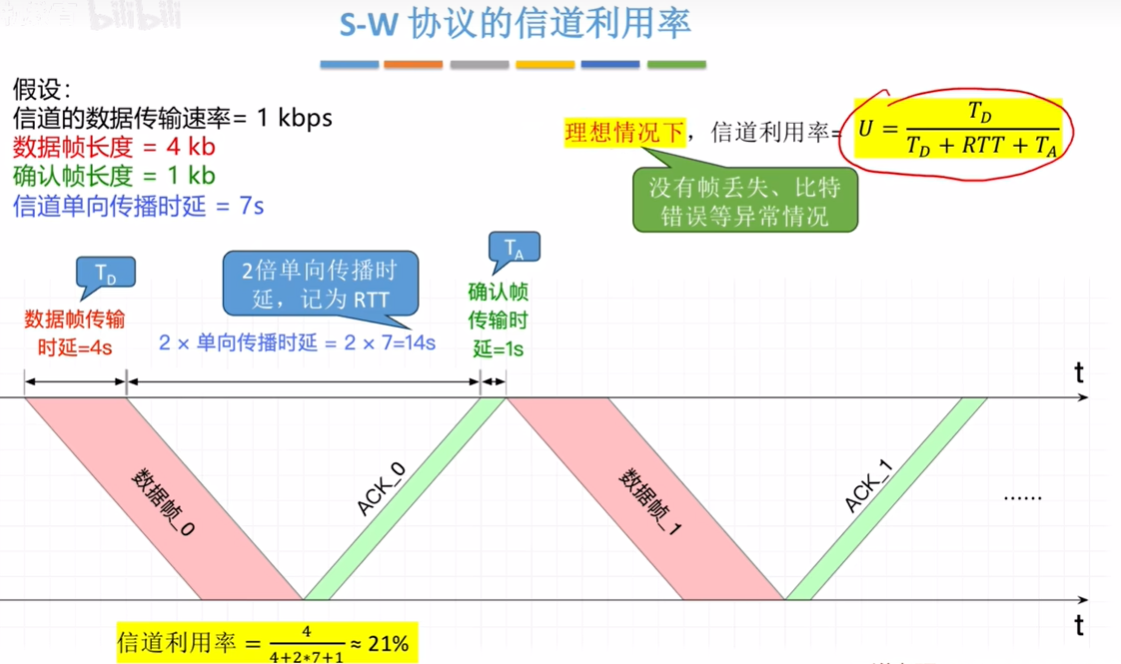 bilibili
S-W 协议的信道利用率
假设：
信道的数据传输速率= 1 kbps
数据帧长度 = 4 kb
确认帧长度 = 1 kb
信道单向传播时延 = 7s
理想情况下，信道利用率= U = T_D / (T_D + RTT + T_A)
没有帧丢失、比特
错误等异常情况
T_D
数据帧传输
时延=4s
2倍单向传播时
延，记为 RTT
2 × 单向传播时延 = 2 × 7=14s
T_A
确认帧
传输时
延=1s
t
数据帧_0
ACK_0
数据帧_1
ACK_1
……
t
信道利用率 = 4 / (4+2*7+1) ≈ 21%